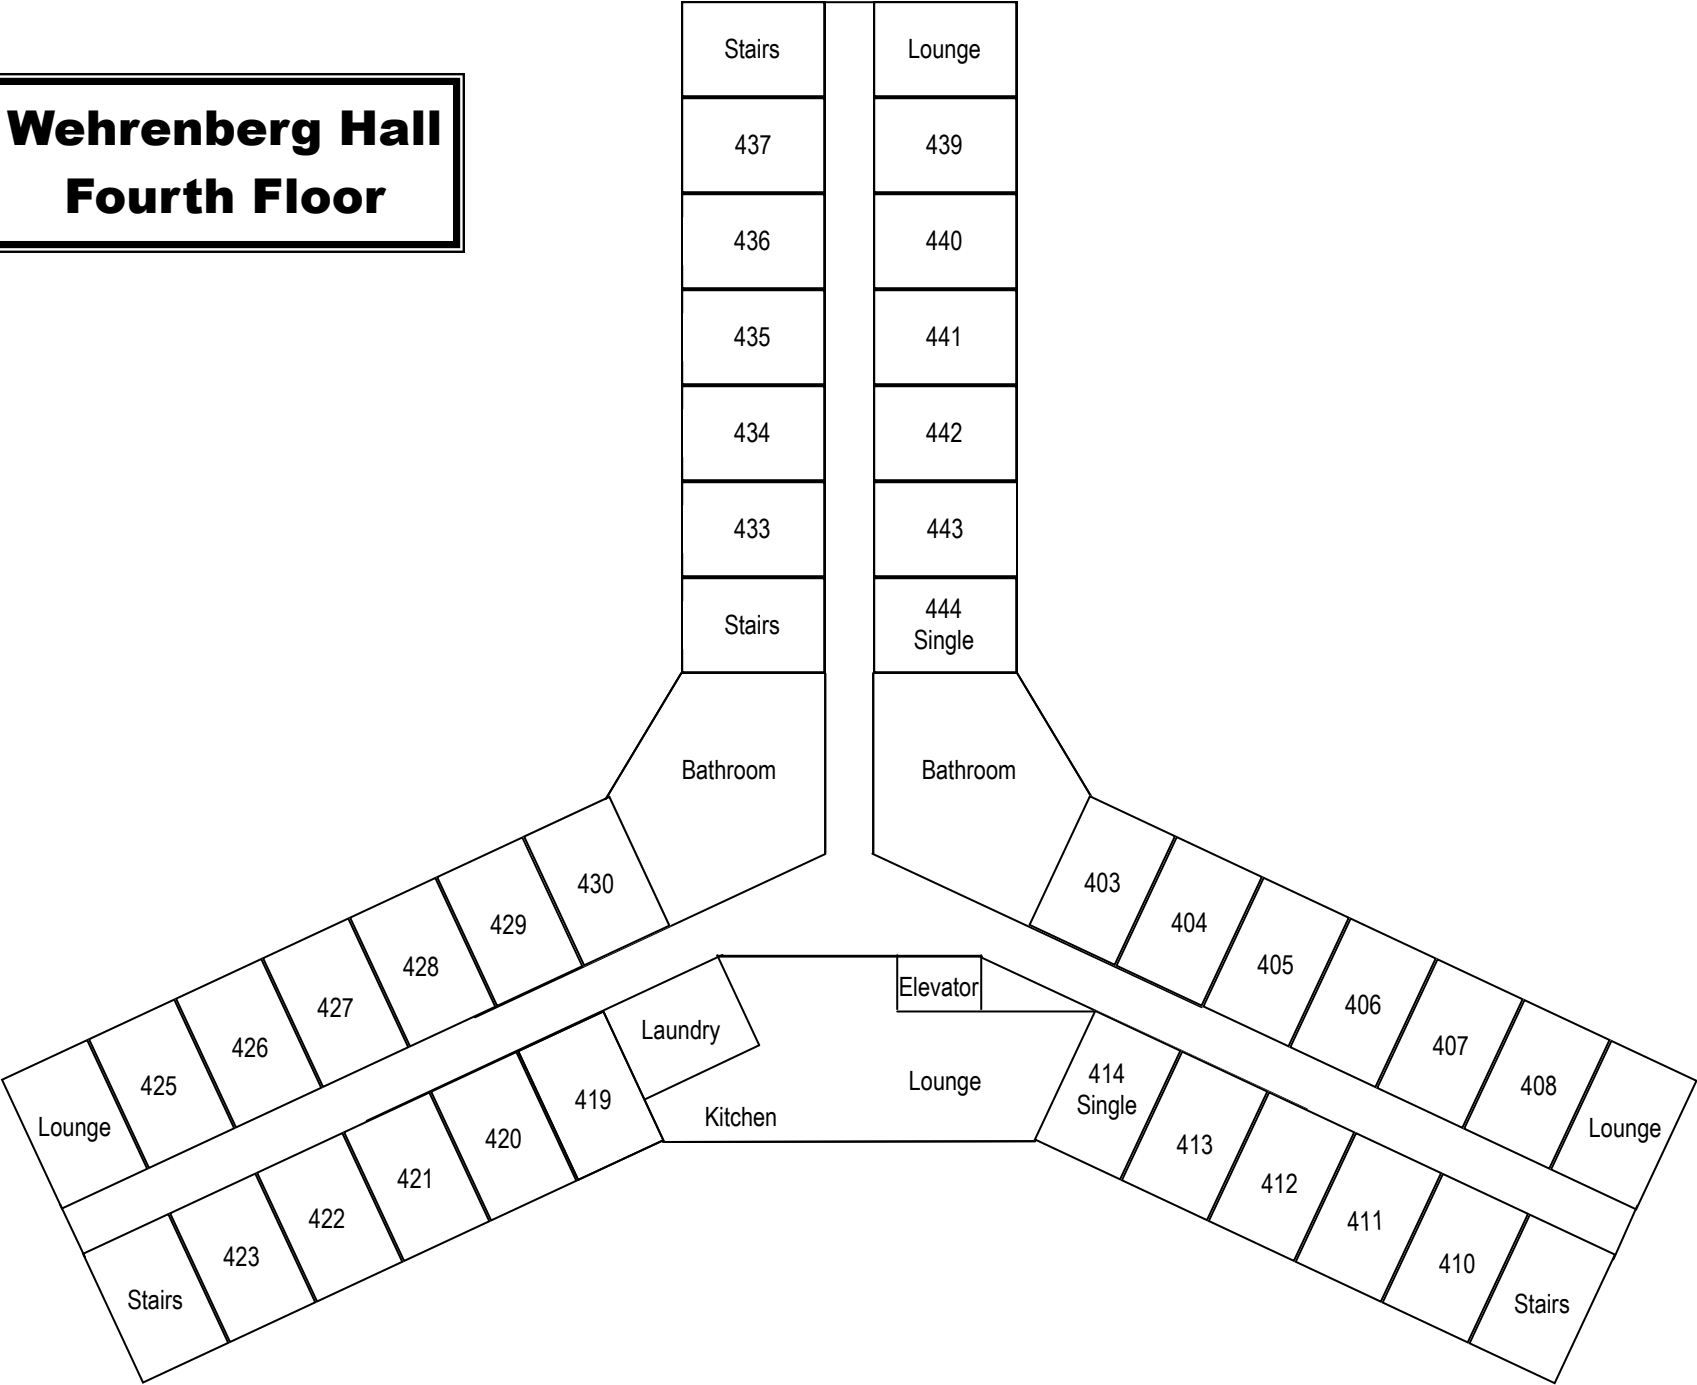 Wehrenberg Hall
Fourth Floor
Stairs
Lounge
437
439
436
440
435
441
434
442
433
443
Stairs
444
Single
Bathroom
Bathroom
430
429
428
427
426
425
Lounge
403
404
405
406
407
408
Lounge
Elevator
Laundry
Lounge
Kitchen
419
420
421
422
423
Stairs
414
Single
413
412
411
410
Stairs